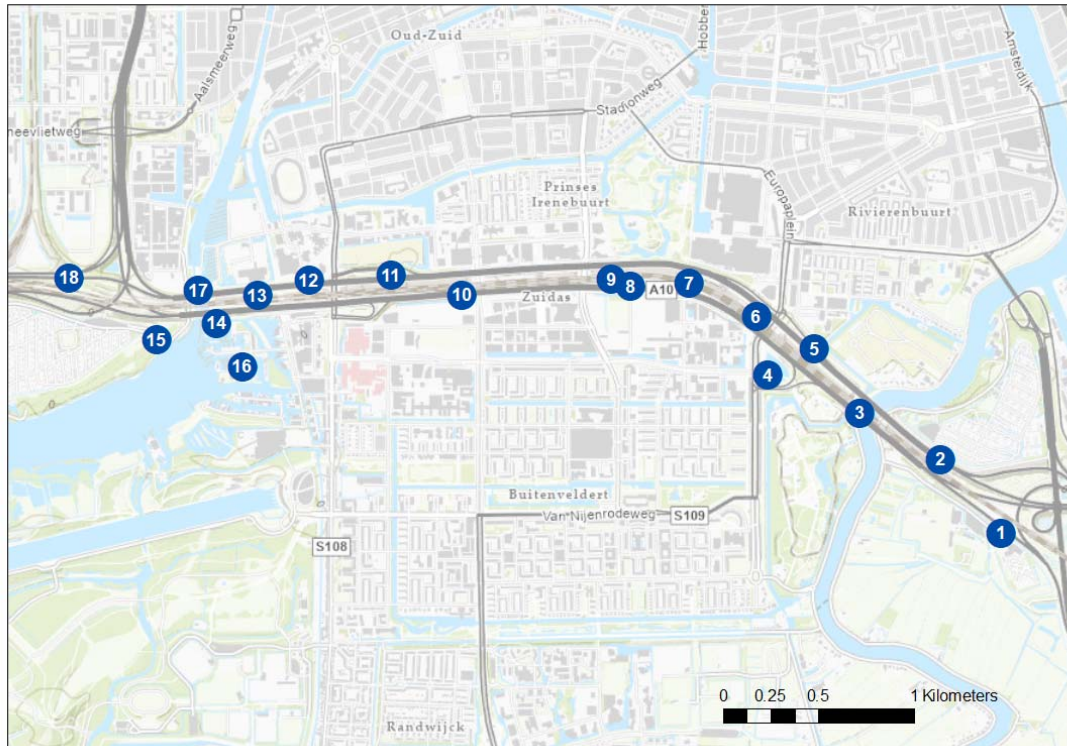 Oud-Zuid
Hobbe
Aalsmeerweg
Amsteldijk
Stadionweg
heevlietweg
Prinses
Irenebuurt
Europaplein
Rivierenbuurt
18
17
13
12
11
10
9
8
7
A10
Zuidas
6
14
15
16
5
4
3
2
1
Buitenveldert
Van Nijenrodeweg
S109
S108
Randwijck
0 0.25 0.5 1 Kilometers